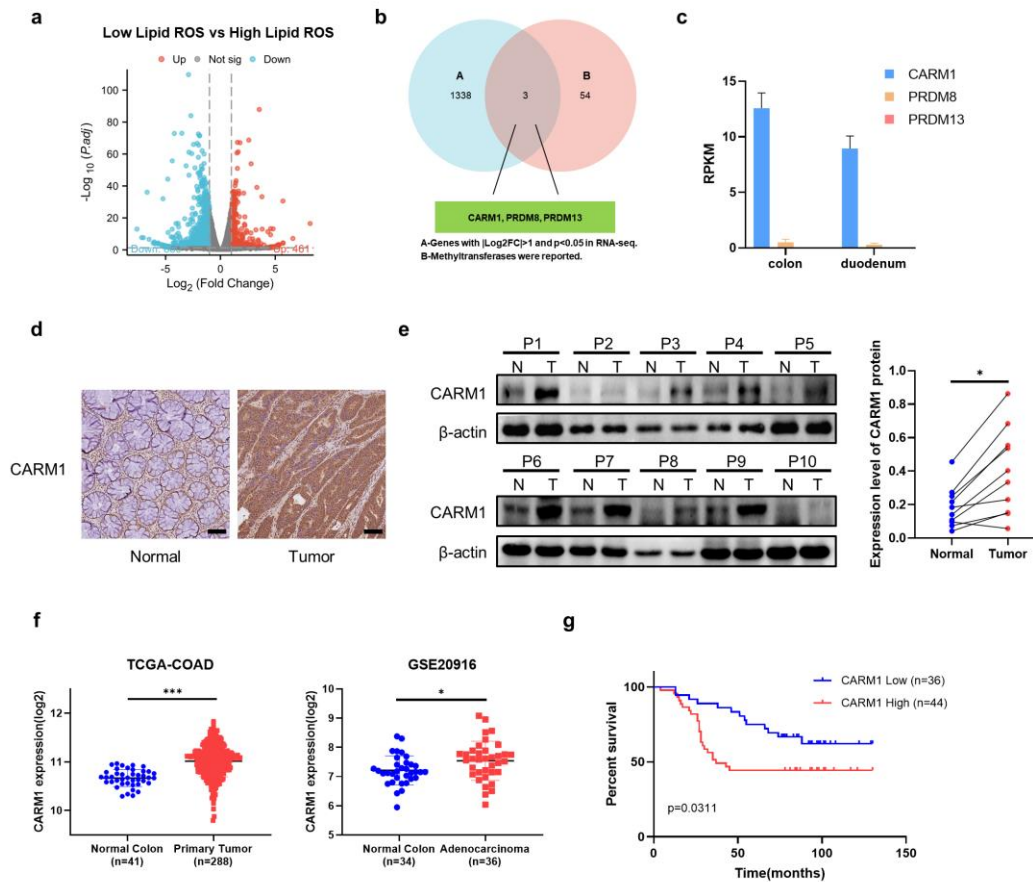 a
Low Lipid ROS vs High Lipid ROS
Up Not sig Down
-Log 10 (P.adj)
100
80
60
40
20
0
Up: 461
-5 0 5
Log2 (Fold Change)
b
A B
1338 3 54
CARM1, PRDM8, PRDM13
A-Genes with |Log2FC|>1 and p<0.05 in RNA-seq.
B-Methyltransferases were reported.
c
CARM1
PRDM8
PRDM13
RPKM
15
10
5
0
colon duodenum
d
CARM1
Normal Tumor
e
P1 P2 P3 P4 P5
N T N T N T N T N T
CARM1
β-actin
P6 P7 P8 P9 P10
N T N T N T N T N T
CARM1
β-actin
Expression level of CARM1 protein
1.0
0.8
0.6
0.4
0.2
0.0
*
Normal Tumor
f
TCGA-COAD
CARM1 expression(log2)
12
11
10
***
Normal Colon Primary Tumor
(n=41) (n=288)
GSE20916
CARM1 expression(log2)
10
9
8
7
6
5
*
Normal Colon Adenocarcinoma
(n=34) (n=36)
g
CARM1 Low (n=36)
CARM1 High (n=44)
Percent survival
100
50
0
p=0.0311
0 50 100 150
Time(months)